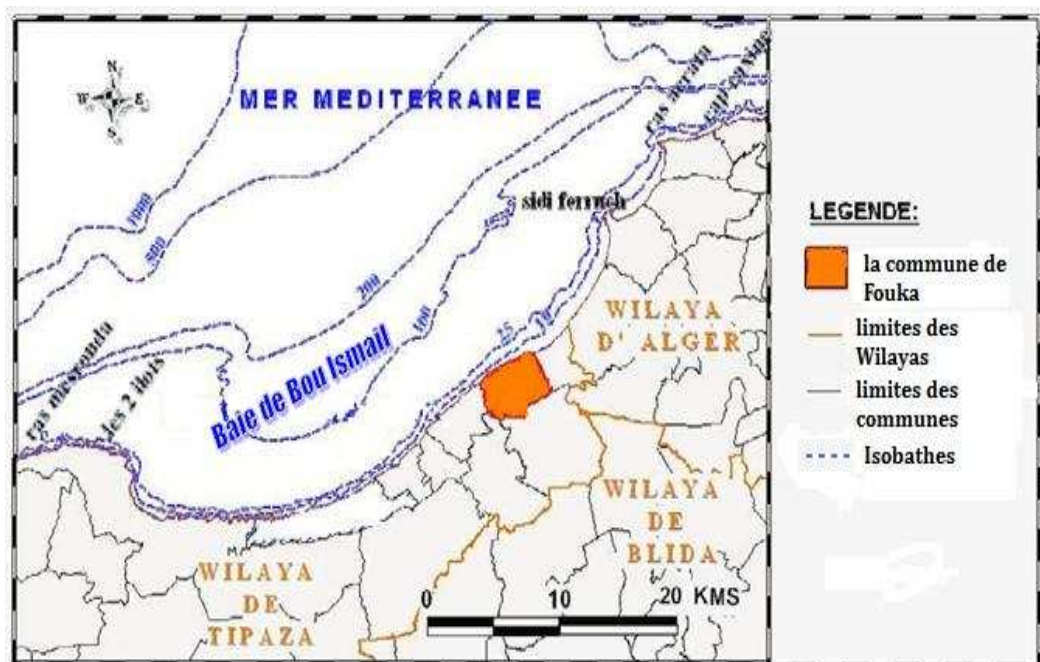 N
W E
S
MER MEDITERRANEE
ras acrata
cap caxine
1000
800
200
100
sidi ferruch
25
10
WILAYA
D' ALGER
Baie de Bou Ismail
ras mesronda
les 2 ilots
WILAYA
DE
BLIDA
WILAYA
DE
TIPAZA
0 10 20 KMS
LEGENDE:
la commune de
Fouka
limites des
Wilayas
limites des
communes
Isobathes